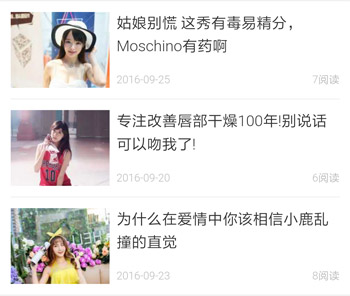 姑娘别慌 这秀有毒易精分，
Moschino有药啊
2016-09-25 7阅读
专注改善唇部干燥100年!别说话
可以吻我了!
2016-09-20 6阅读
为什么在爱情中你该相信小鹿乱
撞的直觉
2016-09-23 8阅读